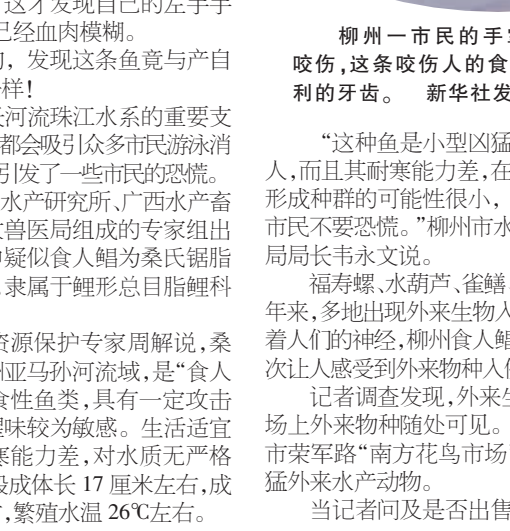 这才发现自己的左手手
已经血肉模糊。
，发现这条鱼竟与产自
样！
河流珠江水系的重要支
都会吸引众多市民游泳消
引发了一些市民的恐慌。
水产研究所、广西水产畜
兽医局组成的专家组出
疑似食人鲳为桑氏锯脂
隶属于鲤形总目脂鲤科
资源保护专家周解说，桑
亚马孙河流域，是“食人
食性鱼类，具有一定攻击
味较为敏感。生活适宜
寒能力差，对水质无严格
般成体长 17 厘米左右，成
，繁殖水温 26℃左右。
柳州一市民的手
咬伤，这条咬伤人的食
利的牙齿。 新华社发
“这种鱼是小型凶猛
人，而且其耐寒能力差，在
形成种群的可能性很小，
市民不要恐慌。”柳州市水
局局长韦永文说。
福寿螺、水葫芦、雀鳝
年来，多地出现外来生物入
着人们的神经，柳州食人鲳
次让人感受到外来物种入侵
记者调查发现，外来生
场上外来物种随处可见。
市荣军路“南方花鸟市场
猛外来水产动物。
当记者问及是否出售